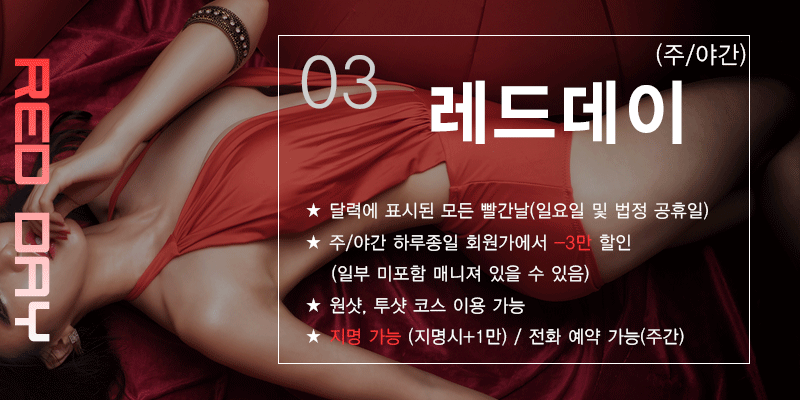 RED DAY
03
(주/야간)
레드데이
★ 달력에 표시된 모든 빨간날(일요일 및 법정 공휴일)
★ 주/야간 하루종일 회원가에서 -3만 할인
(일부 미포함 매니져 있을 수 있음)
★ 원샷, 투샷 코스 이용 가능
★ 지명 가능 (지명시+1만) / 전화 예약 가능(주간)